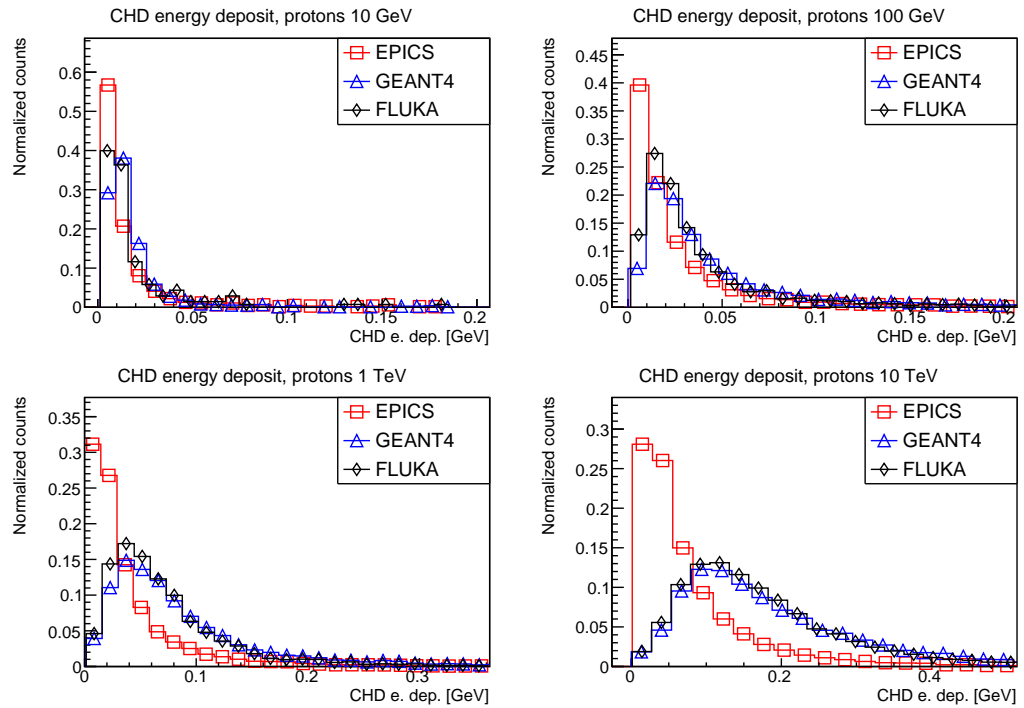 CHD energy deposit, protons 10 GeV
Normalized counts
0.6
0.5
0.4
0.3
0.2
0.1
0
0 0.05 0.1 0.15 0.2
CHD e. dep. [GeV]
EPICS
GEANT4
FLUKA
CHD energy deposit, protons 100 GeV
Normalized counts
0.45
0.4
0.35
0.3
0.25
0.2
0.15
0.1
0.05
0
0 0.05 0.1 0.15 0.2
CHD e. dep. [GeV]
EPICS
GEANT4
FLUKA
CHD energy deposit, protons 1 TeV
Normalized counts
0.35
0.3
0.25
0.2
0.15
0.1
0.05
0
0.1 0.2 0.3
CHD e. dep. [GeV]
EPICS
GEANT4
FLUKA
CHD energy deposit, protons 10 TeV
Normalized counts
0.3
0.25
0.2
0.15
0.1
0.05
0
0 0.2 0.4
CHD e. dep. [GeV]
EPICS
GEANT4
FLUKA